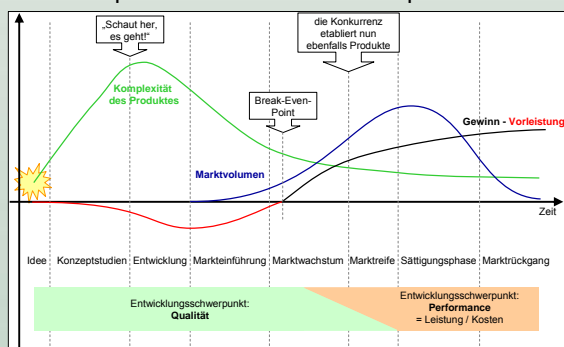 „Schaut her,
es geht!"
die Konkurrenz
etabliert nun
ebenfalls Produkte
Komplexität
des Produktes
Break-Even-
Point
Gewinn - Vorleistung
Marktvolumen
Zeit
Idee Konzeptstudien Entwicklung Markteinführung Marktwachstum Marktreife Sättigungsphase Marktrückgang
Entwicklungsschwerpunkt:
Qualität
Entwicklungsschwerpunkt:
Performance
= Leistung / Kosten